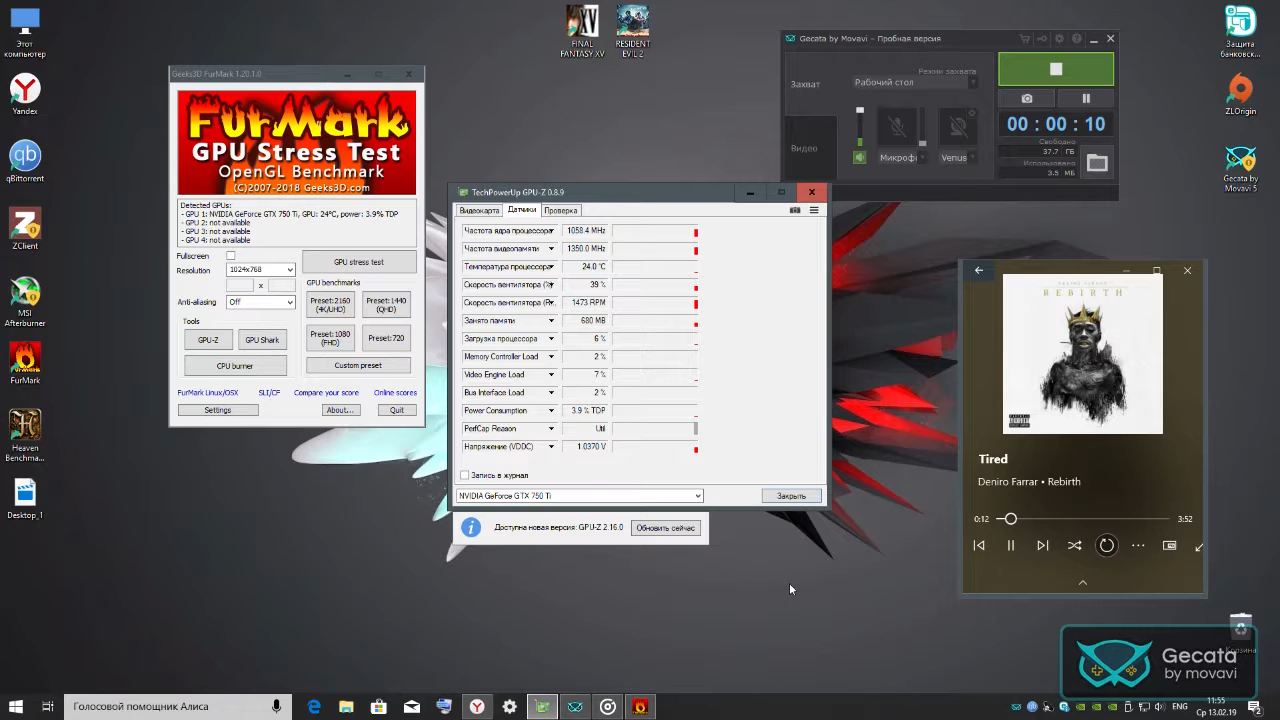 Этот
компьютер
Yandex
qBittorrent
ZClient
MSI
Afterburner
FurMark
Heaven
Benchma...
Desktop_1
FINAL
FANTASY XV
RESIDENT
EVIL 2
Защита
банковск...
ZLOrigin
Gecata by
Movavi 5
Корзина
Geeks3D FurMark 1.20.1.0
FurMark
GPU Stress Test
OpenGL Benchmark
(C)2007-2018 Geeks3D.com
Detected GPUs:
- GPU 1: NVIDIA GeForce GTX 750 Ti, GPU: 24°C, power: 3.9% TDP
- GPU 2: not available
- GPU 3: not available
- GPU 4: not available
Fullscreen
GPU stress test
Resolution
1024x768
x
GPU benchmarks
Anti-aliasing
Off
Preset:2160
(4K/UHD)
Preset:1440
(QHD)
Tools
GPU-Z
GPU Shark
Preset:1080
(FHD)
Preset:720
CPU burner
Custom preset
FurMark Linux/OSX
SLI/CF
Compare your score
Online scores
Settings
About...
Quit
TechPowerUp GPU-Z 0.8.9
Видеокарта
Датчики
Проверка
Частота ядра процессора 1058.4 MHz
Частота видеопамяти 1350.0 MHz
Температура процессора 24.0 °C
Скорость вентилятора (%) 39 %
Скорость вентилятора (R... 1473 RPM
Занято памяти 680 MB
Загрузка процессора 6 %
Memory Controller Load 2 %
Video Engine Load 7 %
Bus Interface Load 2 %
Power Consumption 3.9 % TDP
PerfCap Reason Util
Напряжение (VDDC) 1.0370 V
Запись в журнал
NVIDIA GeForce GTX 750 Ti
Закрыть
Доступна новая версия: GPU-Z 2.16.0
Обновить сейчас
Gecata by Movavi – Пробная версия
Режим захвата
Захват
Рабочий стол
Видео
Микрофо
Venus
00 : 00 : 10
Свободно
37.7 ГБ
Использовано
3.5 МБ
DENIRO FARRAR
REBIRTH
Tired
Deniro Farrar • Rebirth
0:12
3:52
Gecata
by movavi
Голосовой помощник Алиса
ENG
11:55
Ср 13.02.19
2